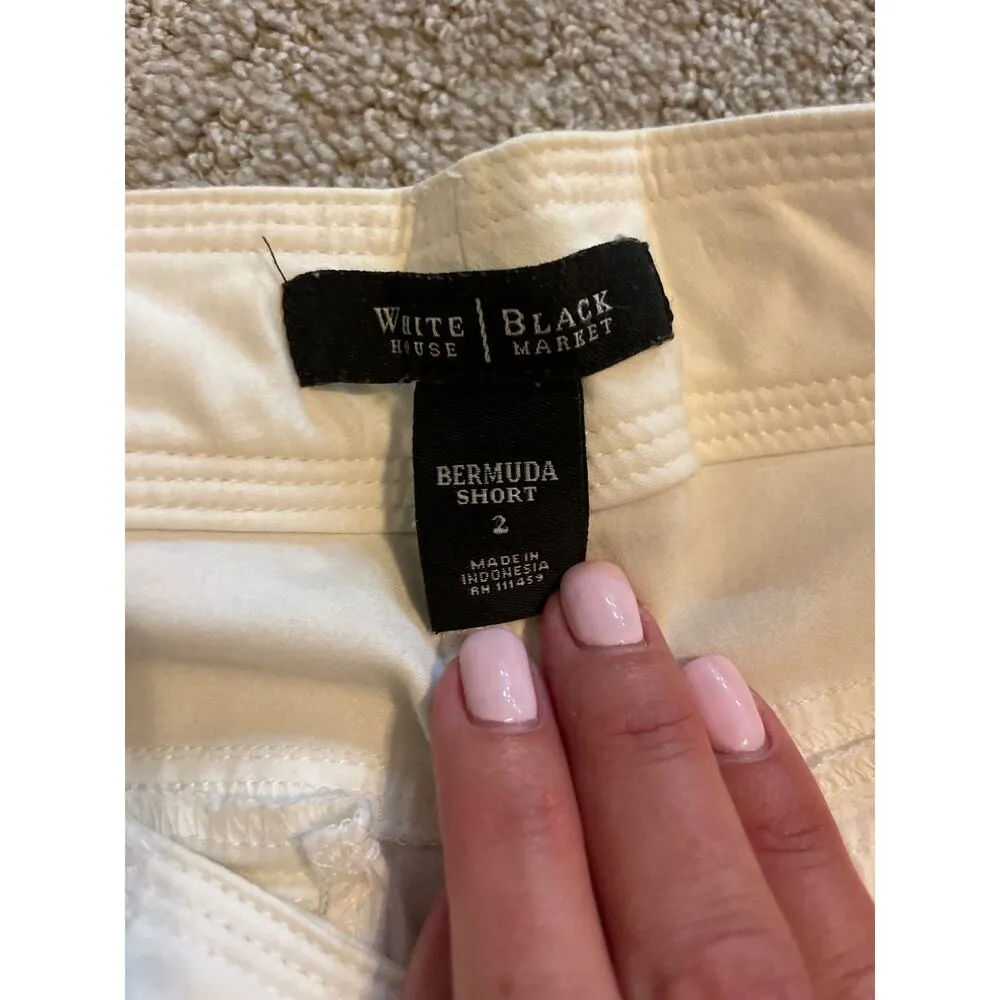 WHITE | BLACK
HOUSE MARKET
BERMUDA
SHORT
2
MADE IN
INDONESIA
RN 111459